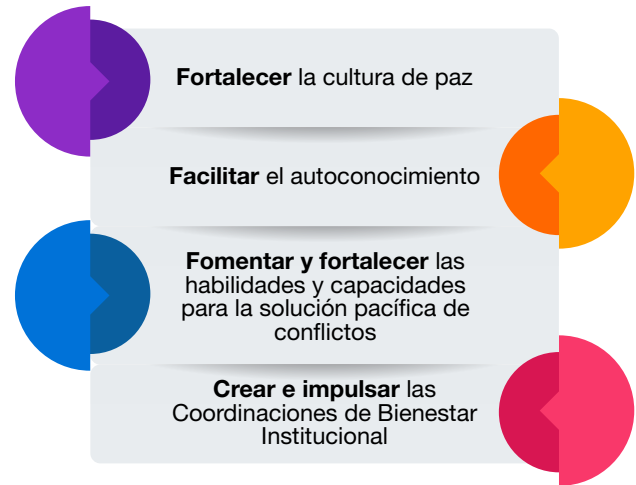 Fortalecer la cultura de paz
Facilitar el autoconocimiento
Fomentar y fortalecer las
habilidades y capacidades
para la solución pacífica de
conflictos
Crear e impulsar las
Coordinaciones de Bienestar
Institucional